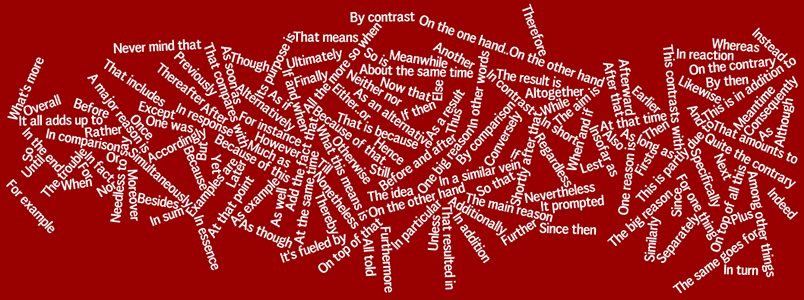 Therefore
By contrast
On the one hand..
On the other hand
That means
Never mind that
Whereas
Instead
In reaction
On the contrary
This is in addition to
By then
Likewise
Meantime
Consequently
Although
As
And
That amounts to
Quite the contrary
Indeed
What's more
Overall
It all adds up to
That includes
A major reason is
Before
Rather
Once
In comparison
Thereafter
Previously
That compares with
As soon as
Though
Ultimately
Finally
As if
If and when
All the more so when
So is
Meanwhile
About the same time
Another
In other words
The result is
Altogether
While
The aim is
In short
Now that
Neither nor
Either or
As an alternative
If then
Else
As a result
Thus
That is because
Because of that
Hence
Before and after
One big reason
By comparison
In contrast
Conversely
In a similar vein
So that
Shortly after that
Regardless
When and if
Insofar as
Lest
Also
At that time
After that
Afterward
Earlier
Then
First
One reason is
This contrasts with
This is partly due
Specifically
Next
On top of all this
Plus
Among other things
The same goes for
In turn
Separately
Similarly
Since
For one thing
The big reason
Nevertheless
It prompted
The main reason
Additionally
Further
Since then
In addition
That resulted in
Unless
In particular
On the other hand
The idea is
Still
Otherwise
What this means is
Nonetheless
Thereby
On top of that
All told
Furthermore
It's fueled by
At the same time
Add the fact that
As well
As though
As example
At that point
Later
Examples are
Yet
But
Because
Because of this
Much as
However
For instance
Alternatively
After
In response
Except
One was
Accordingly
Simultaneously
Besides
In sum
In essence
Moreover
Or
Needless to say
Not
In fact
For
The trouble is
When
The
In the end
Until
So
For example